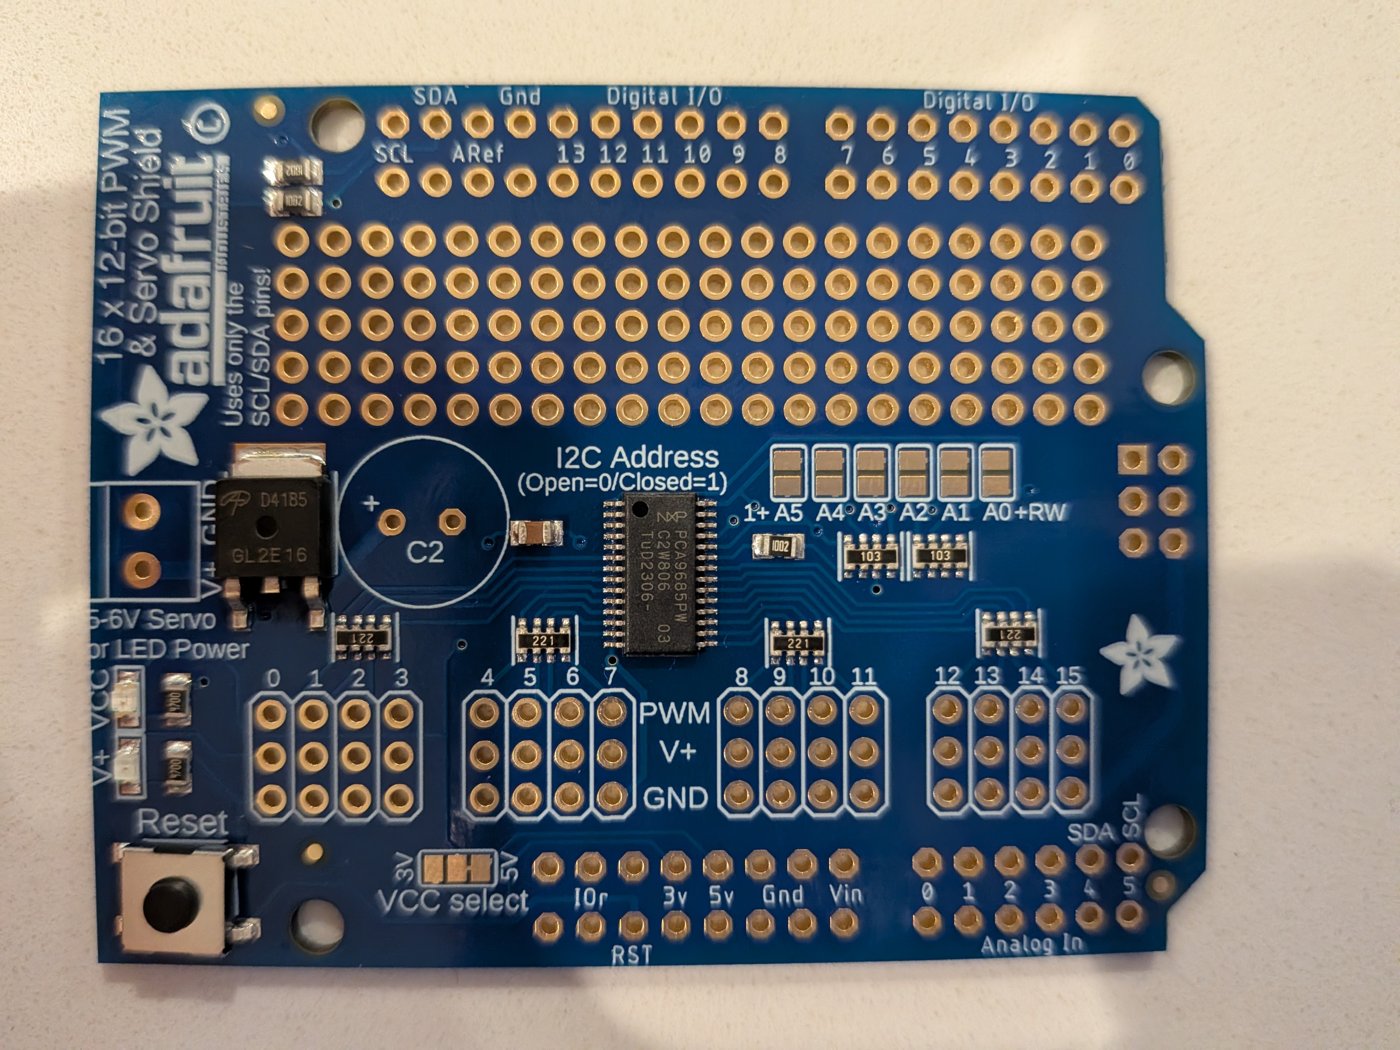 16 x 12-bit PWM
& Servo Shield
adafruit ©
INDUSTRIES
Uses only the
SCL/SDA pins!
SDA Gnd Digital I/O Digital I/O
SCL ARef 13 12 11 10 9 8 7 6 5 4 3 2 1 0
1002
1002
I2C Address
(Open=0/Closed=1)
1+ A5 A4 A3 A2 A1 A0 +RW
D4185
GL2E16
+
C2
PCA9685PW
C3W806 03
TUD2306-
1002
103
103
V+ GND
5-6V Servo
or LED Power
221
221
221
221
VCC
V+
0 1 2 3 4 5 6 7 8 9 10 11 12 13 14 15
PWM
V+
GND
Reset
3V 5V
VCC select
IOr 3v 5v Gnd Vin
RST
SDA SCL
0 1 2 3 4 5
Analog In